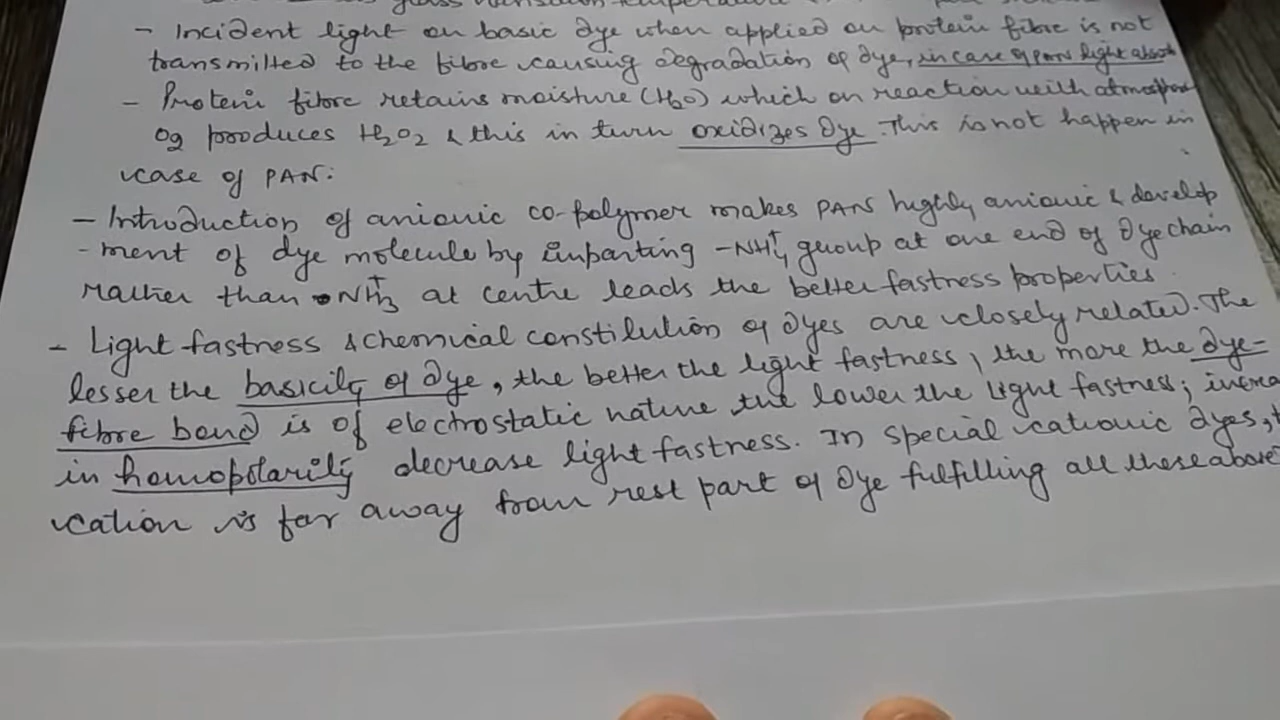 glass transition temperature
- Incident light on basic dye when applied on protein fibre is not
transmitted to the fibre causing degradation of dye, in case of PAN light absorb
- Protein fibre retains moisture (H2O) which on reaction with atmosphere
O2 produces H2O2 & this in turn oxidizes dye. This is not happen in
case of PAN.
- Introduction of anionic co-polymer makes PAN highly anionic & develop
- ment of dye molecule by imparting -NH4+ group at one end of dye chain
rather than -NH3+ at centre leads the better fastness properties.
- Light fastness & chemical constitution of dyes are closely related. The
lesser the basicity of dye, the better the light fastness, the more the dye-
fibre bond is of electrostatic nature the lower the light fastness; increa
in homopolarity decrease light fastness. In special cationic dyes, t
cation is far away from rest part of dye fulfilling all these above